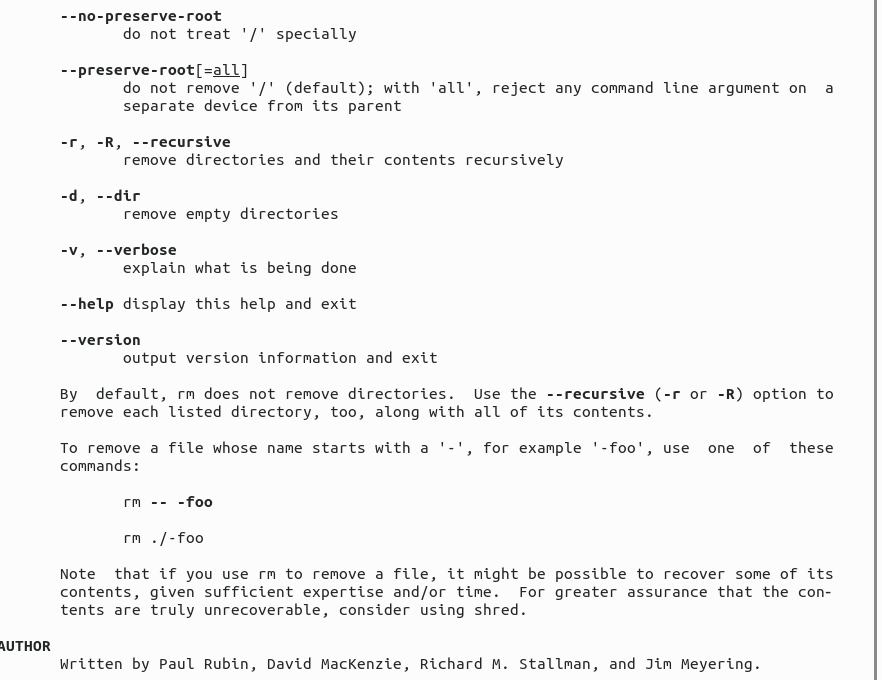 --no-preserve-root
do not treat '/' specially
--preserve-root[=all]
do not remove '/' (default); with 'all', reject any command line argument on  a
separate device from its parent
-r, -R, --recursive
remove directories and their contents recursively
-d, --dir
remove empty directories
-v, --verbose
explain what is being done
--help display this help and exit
--version
output version information and exit
By  default, rm does not remove directories.  Use the --recursive (-r or -R) option to
remove each listed directory, too, along with all of its contents.
To remove a file whose name starts with a '-', for example '-foo', use  one  of  these
commands:
rm -- -foo
rm ./-foo
Note  that if you use rm to remove a file, it might be possible to recover some of its
contents, given sufficient expertise and/or time.  For greater assurance that the con-
tents are truly unrecoverable, consider using shred.
AUTHOR
Written by Paul Rubin, David MacKenzie, Richard M. Stallman, and Jim Meyering.